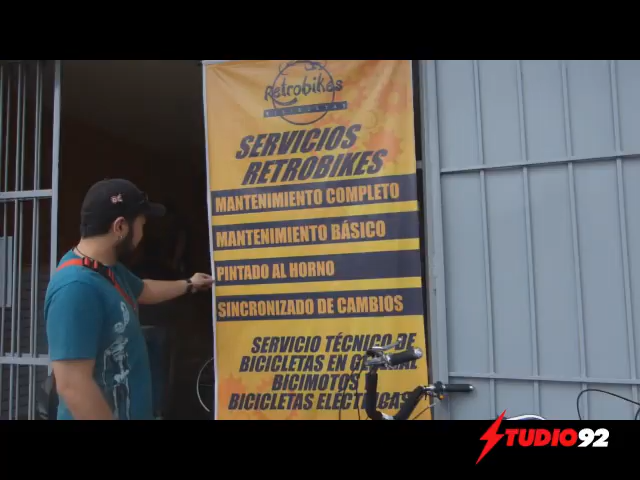 Retrobikes
BICICLETAS
SERVICIOS
RETROBIKES
MANTENIMIENTO COMPLETO
MANTENIMIENTO BÁSICO
PINTADO AL HORNO
SINCRONIZADO DE CAMBIOS
SERVICIO TÉCNICO DE
BICICLETAS EN GENERAL
BICIMOTOS
BICICLETAS ELÉCTRICAS
STUDIO92